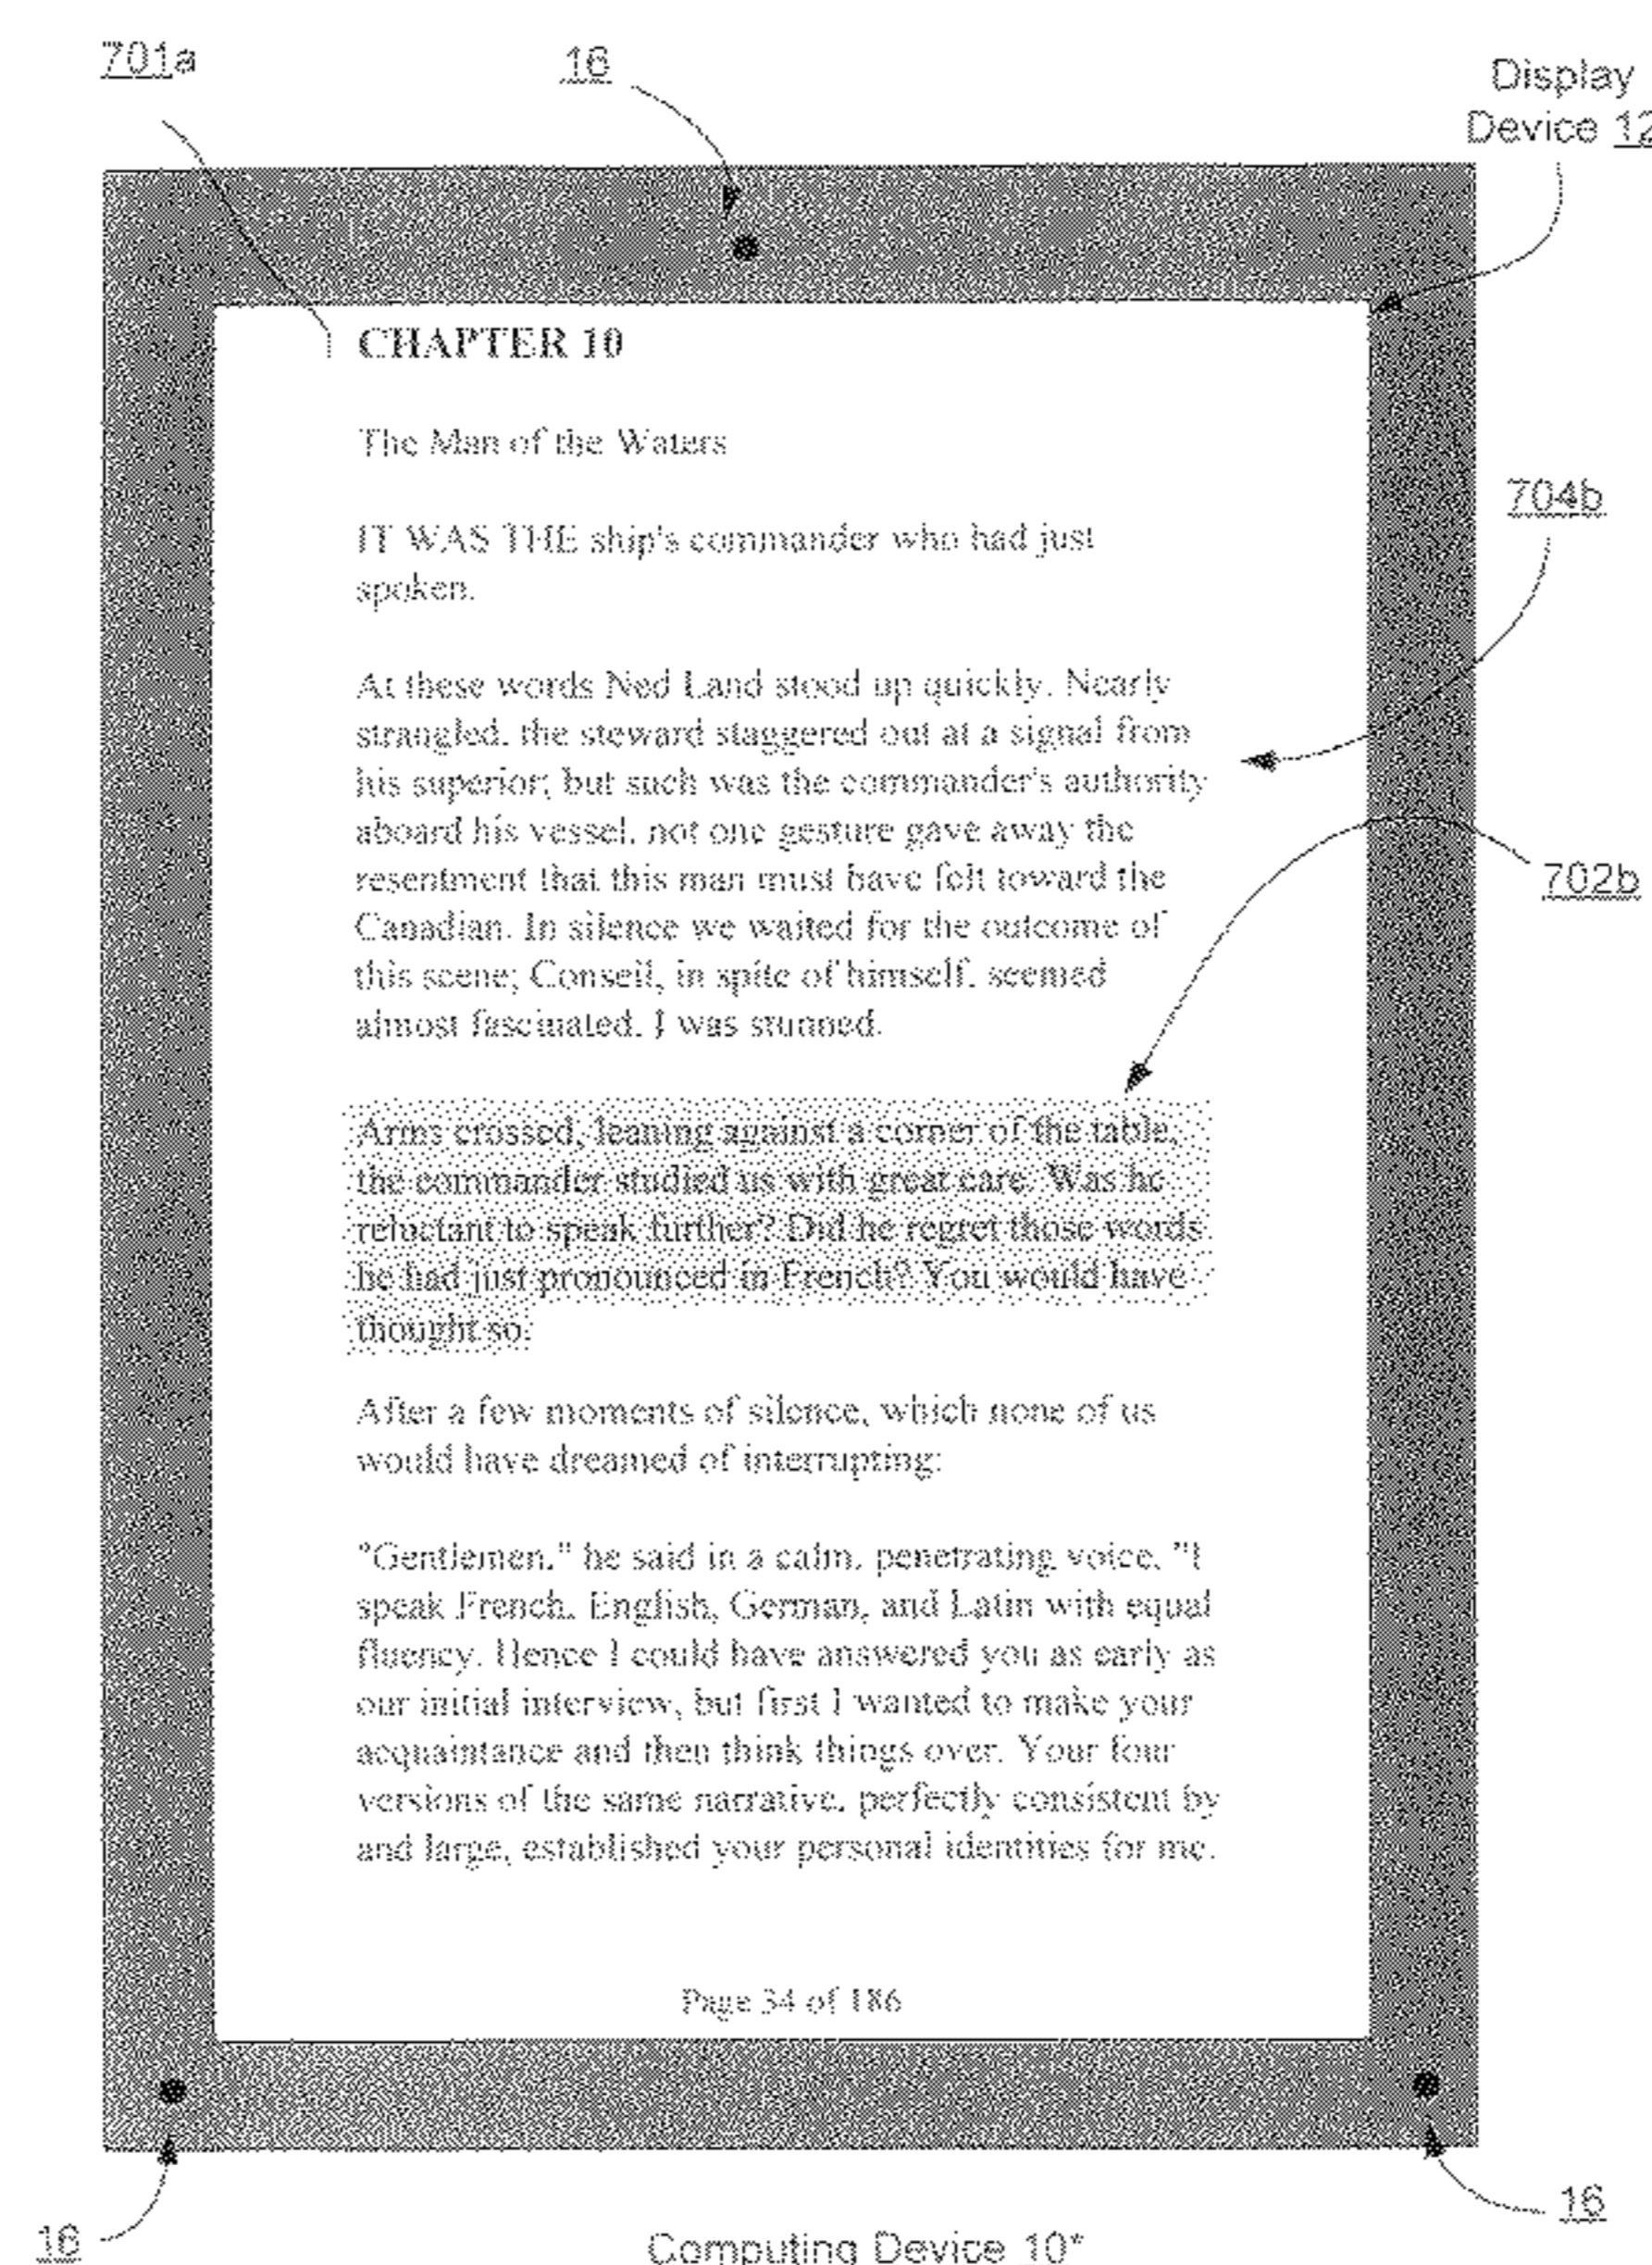 701a
16
Display
Device 12
CHAPTER 10
The Man of the Waters
704b
IT WAS THE ship's commander who had just
spoken.
At these words Ned Land stood up quickly. Nearly
strangled, the steward staggered out at a signal from
his superior; but such was the commander's authority
aboard his vessel, not one gesture gave away the
resentment that this man must have felt toward the
702b
Canadian. In silence we waited for the outcome of
this scene; Conseil, in spite of himself, seemed
almost fascinated. I was stunned.
Arms crossed, leaning against a corner of the table,
the commander studied us with great care. Was he
reluctant to speak further? Did he regret those words
he had just pronounced in French? You would have
thought so.
After a few moments of silence, which none of us
would have dreamed of interrupting:
"Gentlemen," he said in a calm, penetrating voice, "I
speak French, English, German, and Latin with equal
fluency. Hence I could have answered you as early as
our initial interview, but first I wanted to make your
acquaintance and then think things over. Your four
versions of the same narrative, perfectly consistent by
and large, established your personal identities for me.
Page 34 of 186
16
16
Computing Device 10"